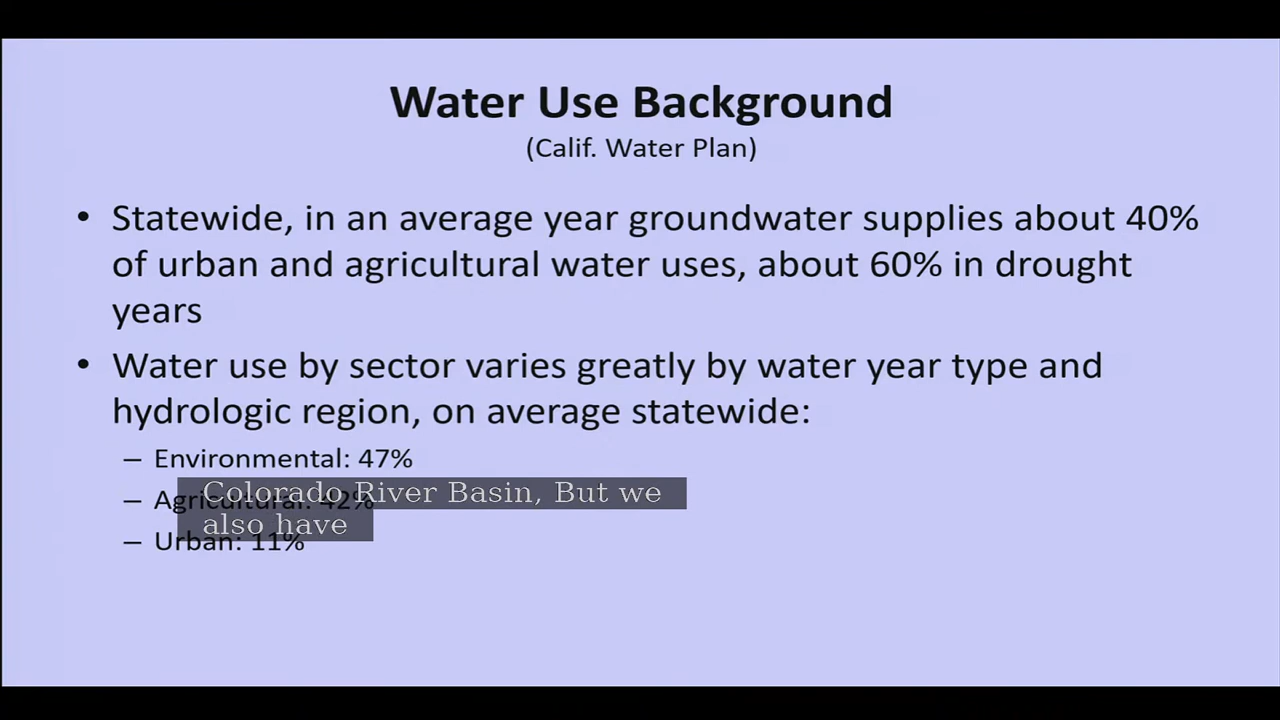 Water Use Background
(Calif. Water Plan)
• Statewide, in an average year groundwater supplies about 40%
of urban and agricultural water uses, about 60% in drought
years
• Water use by sector varies greatly by water year type and
hydrologic region, on average statewide:
– Environmental: 47%
– Agricultural: 42%
– Urban: 11%
Colorado River Basin, But we
also have